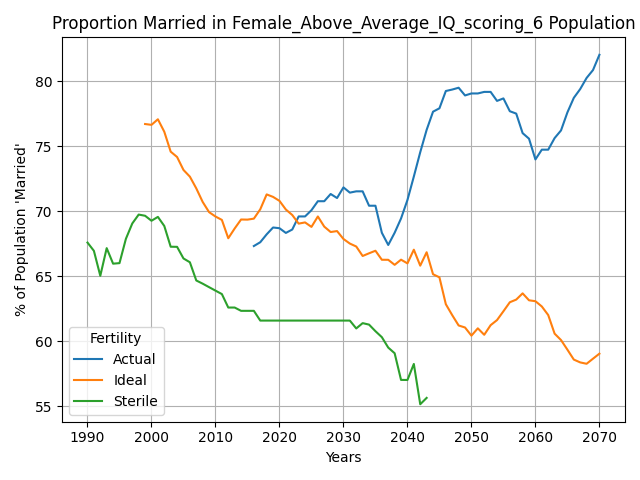 Proportion Married in Female_Above_Average_IQ_scoring_6 Population
% of Population 'Married'
80
75
70
65
60
55
Fertility
Actual
Ideal
Sterile
1990 2000 2010 2020 2030 2040 2050 2060 2070
Years